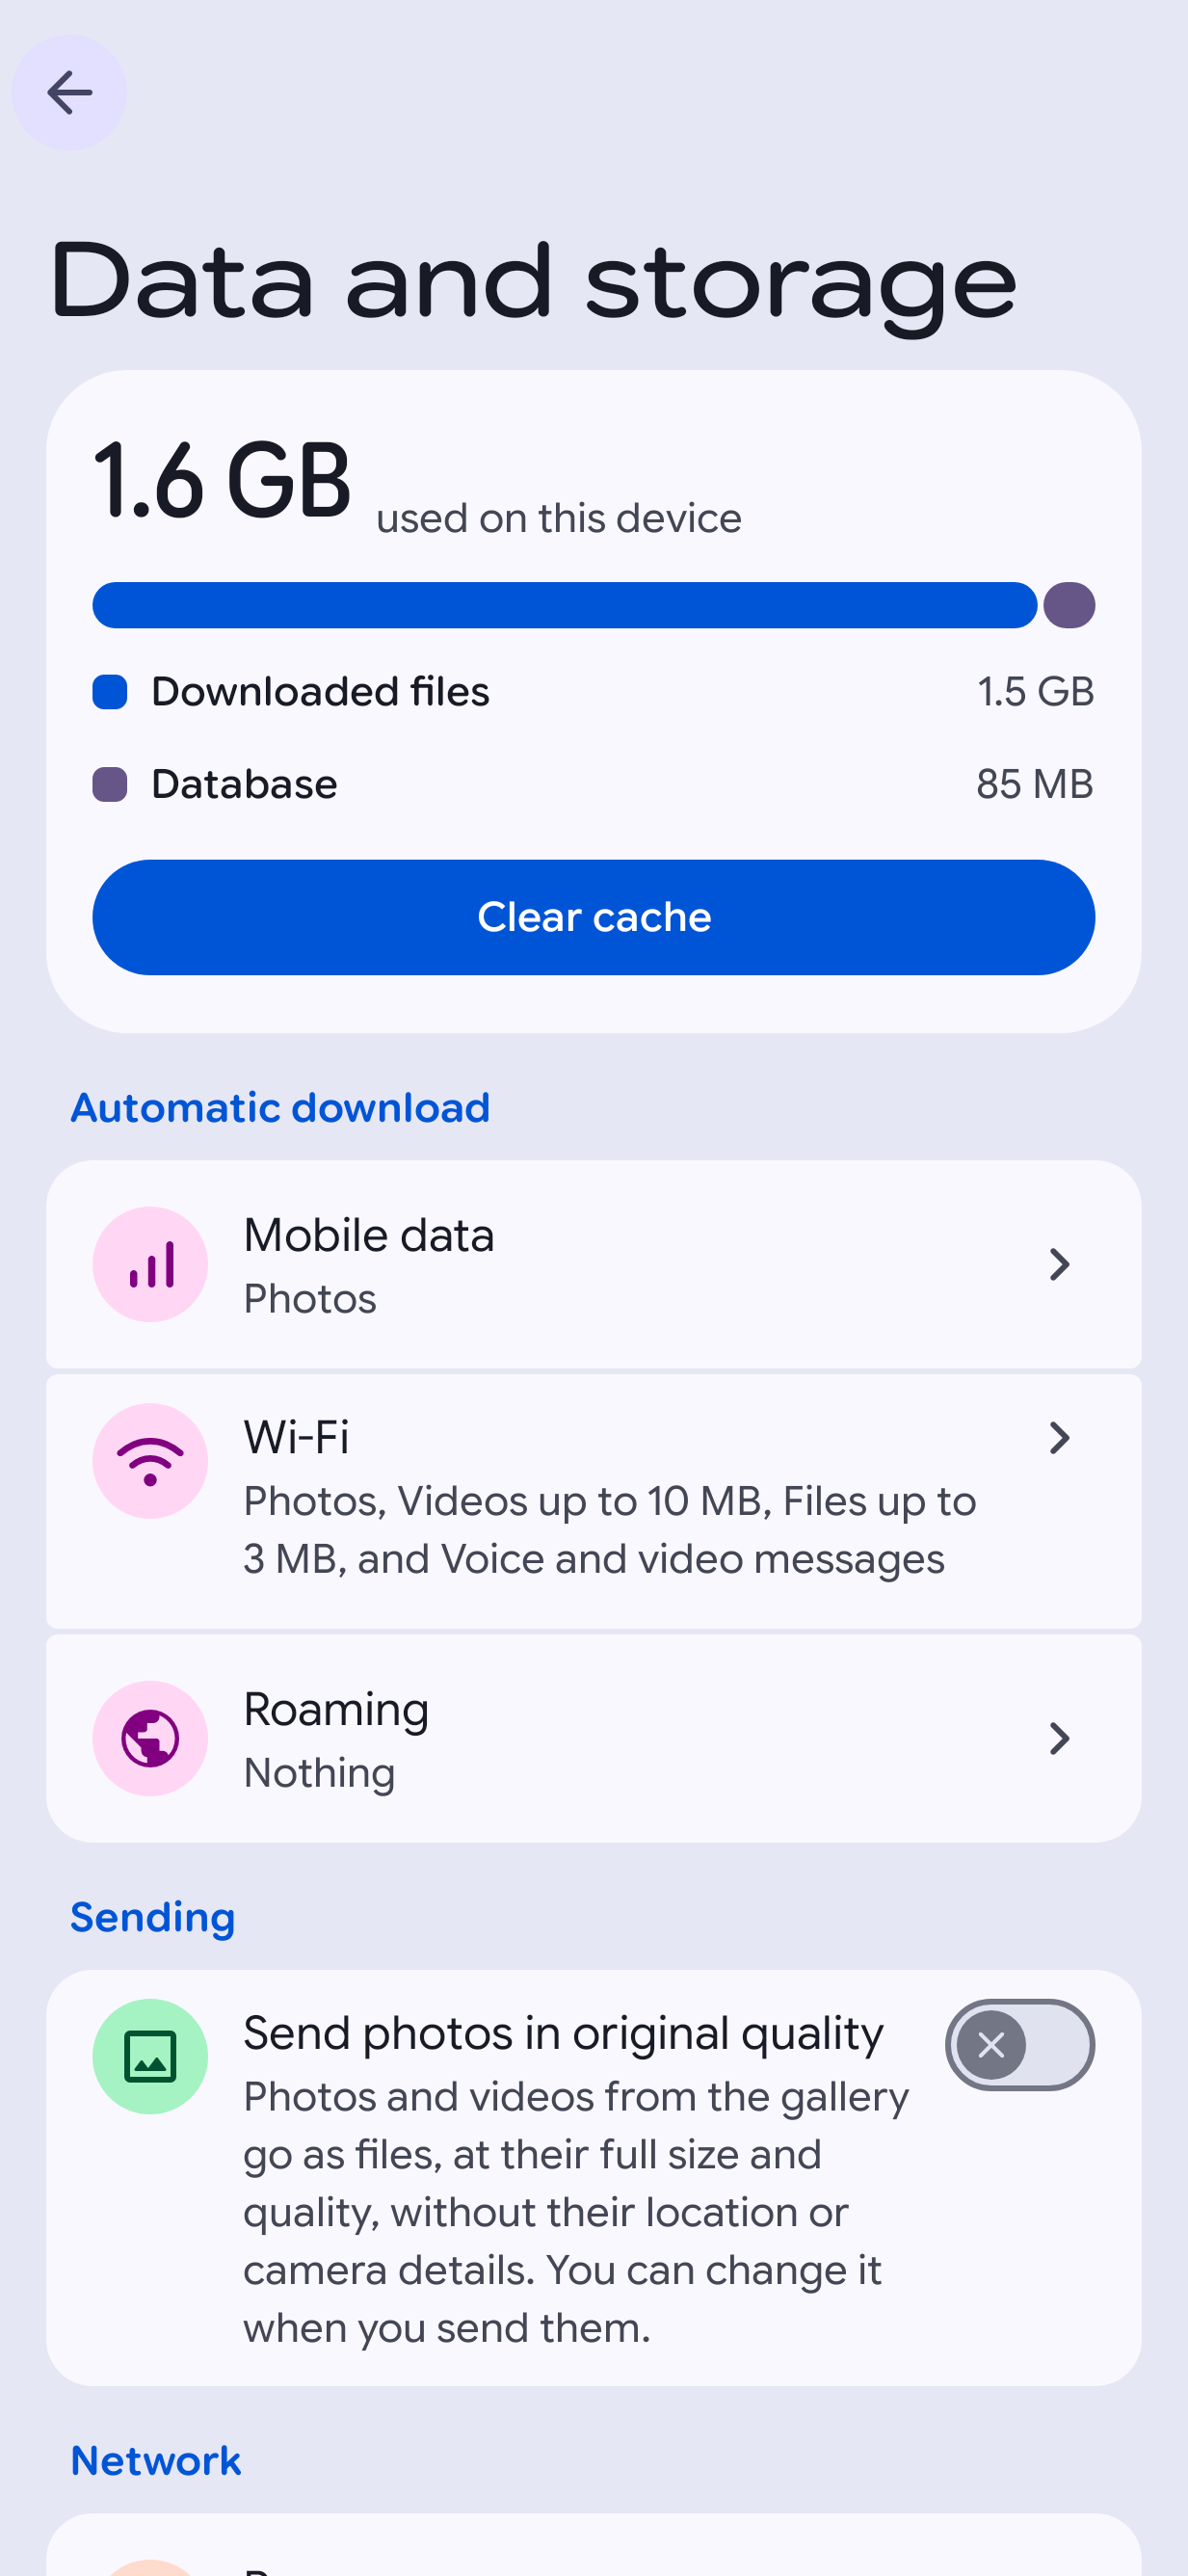 Data and storage
1.6 GB used on this device
Downloaded files 1.5 GB
Database 85 MB
Clear cache
Automatic download
Mobile data
Photos
Wi-Fi
Photos, Videos up to 10 MB, Files up to
3 MB, and Voice and video messages
Roaming
Nothing
Sending
Send photos in original quality
Photos and videos from the gallery
go as files, at their full size and
quality, without their location or
camera details. You can change it
when you send them.
Network